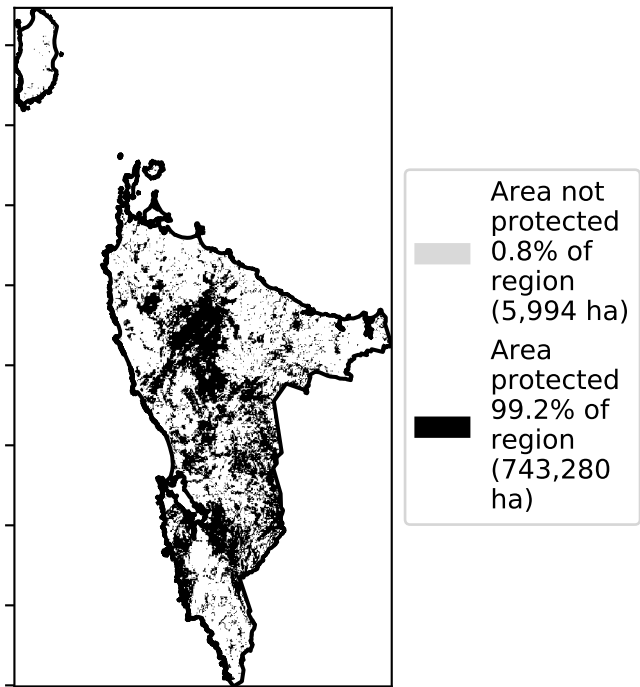 Area not
protected
0.8% of
region
(5,994 ha)
Area
protected
99.2% of
region
(743,280
ha)